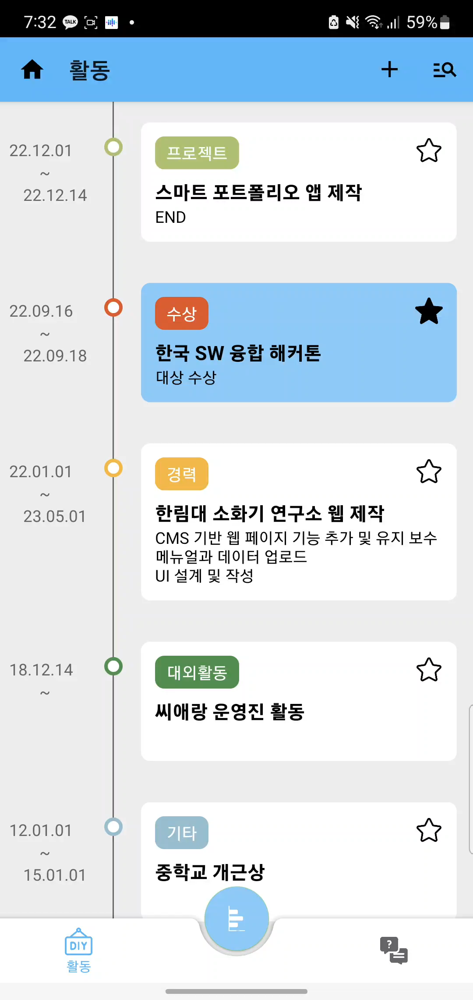 7:32 TALK 59%
활동
22.12.01
~
22.12.14
프로젝트
스마트 포트폴리오 앱 제작
END
22.09.16
~
22.09.18
수상
한국 SW 융합 해커톤
대상 수상
22.01.01
~
23.05.01
경력
한림대 소화기 연구소 웹 제작
CMS 기반 웹 페이지 기능 추가 및 유지 보수
메뉴얼과 데이터 업로드
UI 설계 및 작성
18.12.14
~
대외활동
씨애랑 운영진 활동
12.01.01
~
15.01.01
기타
중학교 개근상
DIY
활동
?